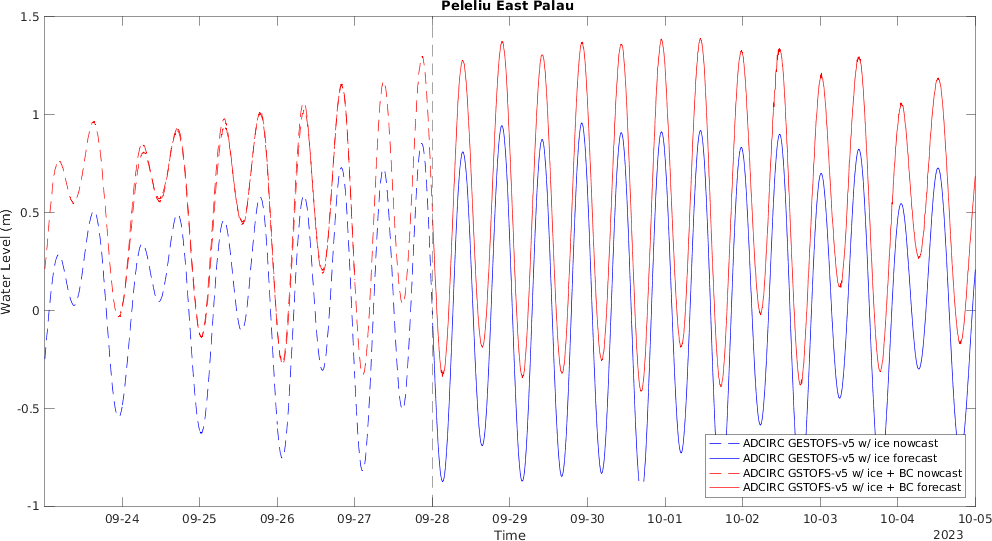 Peleliu East Palau
1.5
1
0.5
0
-0.5
-1
Water Level (m)
ADCIRC GESTOFS-v5 w/ ice nowcast
ADCIRC GESTOFS-v5 w/ ice forecast
ADCIRC GSTOFS-v5 w/ ice + BC nowcast
ADCIRC GSTOFS-v5 w/ ice + BC forecast
09-24 09-25 09-26 09-27 09-28 09-29 09-30 10-01 10-02 10-03 10-04 10-05
Time
2023